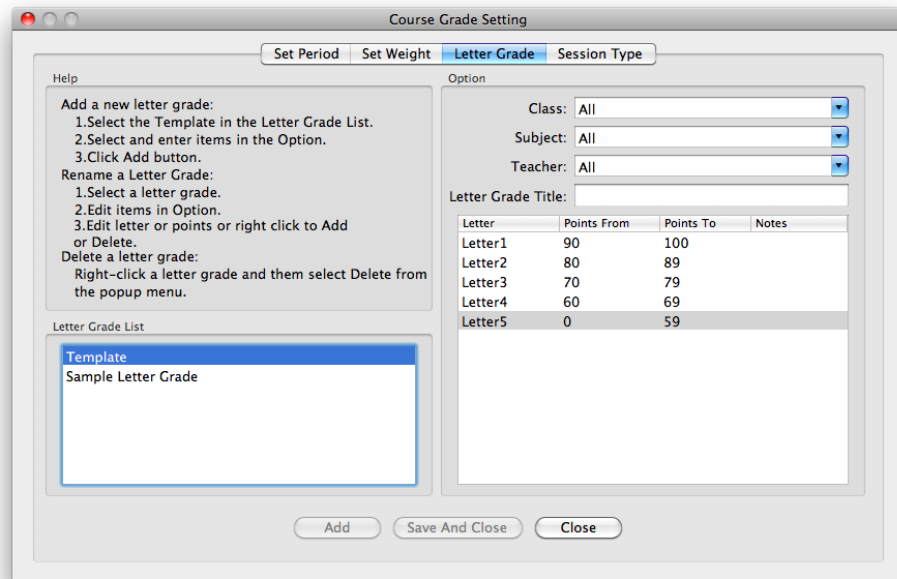 Course Grade Setting
Set Period Set Weight Letter Grade Session Type
Help
Add a new letter grade:
1.Select the Template in the Letter Grade List.
2.Select and enter items in the Option.
3.Click Add button.
Rename a Letter Grade:
1.Select a letter grade.
2.Edit items in Option.
3.Edit letter or points or right click to Add
or Delete.
Delete a letter grade:
Right-click a letter grade and them select Delete from
the popup menu.
Letter Grade List
Template
Sample Letter Grade
Option
Class: All
Subject: All
Teacher: All
Letter Grade Title:
Letter Points From Points To Notes
Letter1 90 100
Letter2 80 89
Letter3 70 79
Letter4 60 69
Letter5 0 59
Add Save And Close Close